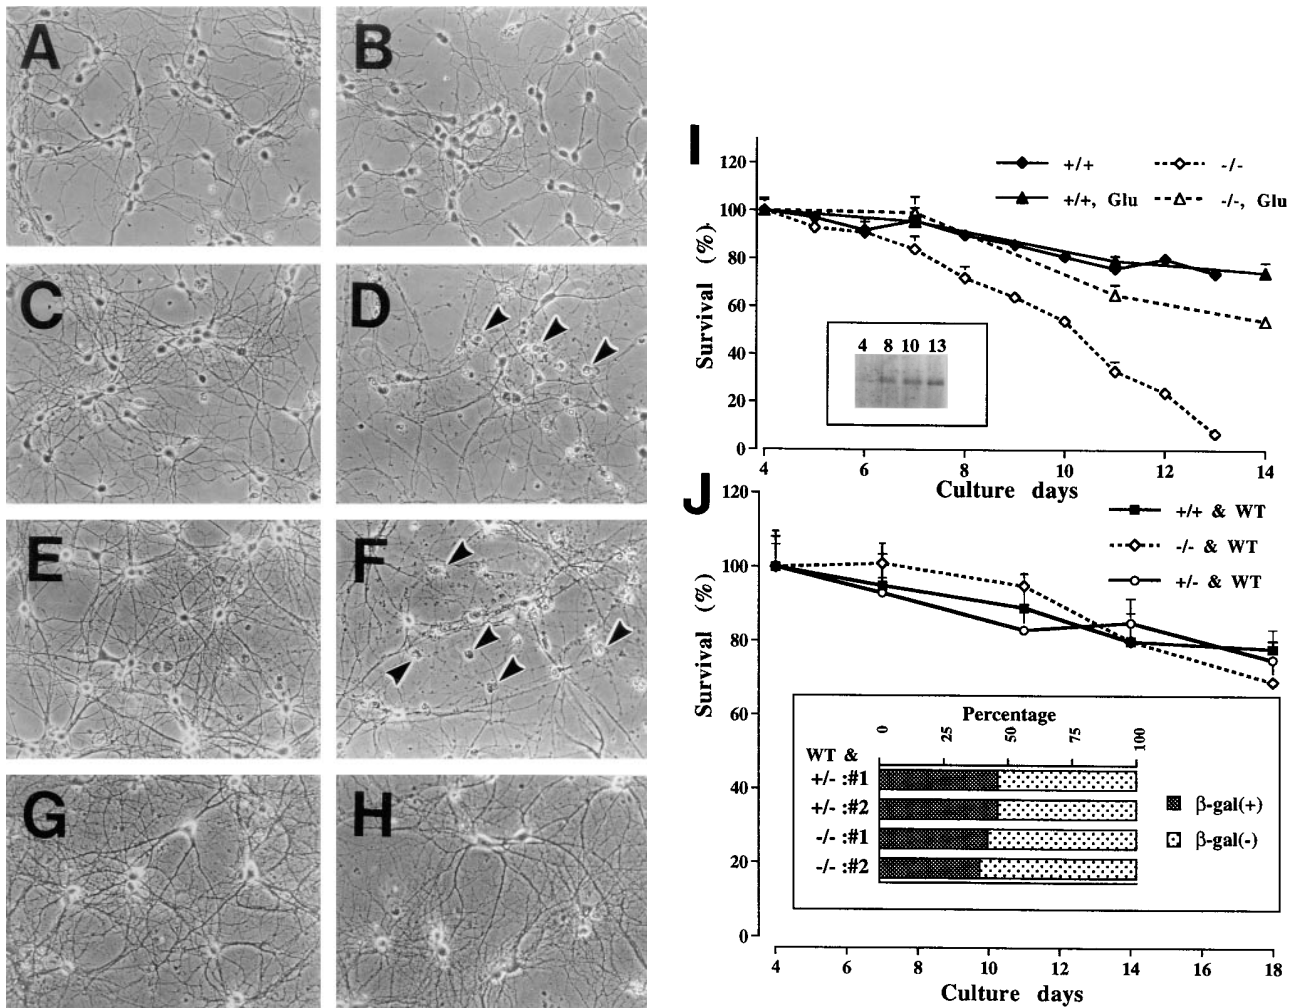 A
B
C
D
E
F
G
H
I
120
100
80
60
40
20
0
Survival (%)
+/+
-/-
+/+, Glu
-/-, Glu
4 8 10 13
4 6 8 10 12 14
Culture days
J
120
100
80
60
40
20
0
Survival (%)
+/+ & WT
-/- & WT
+/- & WT
Percentage
0 25 50 75 100
WT &
+/- :#1
+/- :#2
-/- :#1
-/- :#2
β-gal(+)
β-gal(-)
4 6 8 10 12 14 16 18
Culture days